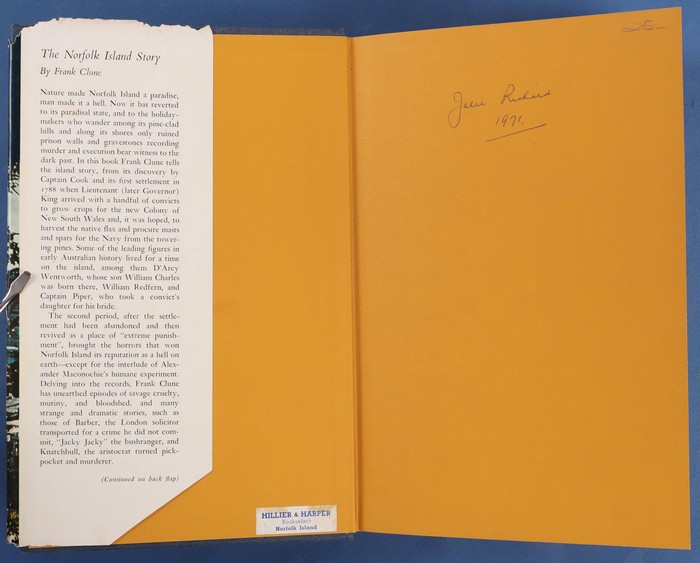 The Norfolk Island Story
By Frank Clune
Nature made Norfolk Island a paradise,
man made it a hell. Now it has reverted
to its paradisal state, and to the holiday-
makers who wander among its pine-clad
hills and along its shores only ruined
prison walls and gravestones recording
murder and execution bear witness to the
dark past. In this book Frank Clune tells
the island story, from its discovery by
Captain Cook and its first settlement in
1788 when Lieutenant (later Governor)
King arrived with a handful of convicts
to grow crops for the new Colony of
New South Wales and, it was hoped, to
harvest the native flax and procure masts
and spars for the Navy from the tower-
ing pines. Some of the leading figures in
early Australian history lived for a time
on the island, among them D'Arcy
Wentworth, whose son William Charles
was born there, William Redfern, and
Captain Piper, who took a convict's
daughter for his bride.
The second period, after the settle-
ment had been abandoned and then
revived as a place of "extreme punish-
ment", brought the horrors that won
Norfolk Island its reputation as a hell on
earth—except for the interlude of Alex-
ander Maconochie's humane experiment.
Delving into the records, Frank Clune
has unearthed episodes of savage cruelty,
mutiny, and bloodshed, and many
strange and dramatic stories, such as
those of Barber, the London solicitor
transported for a crime he did not com-
mit, "Jacky Jacky" the bushranger, and
Knatchbull, the aristocrat turned pick-
pocket and murderer.
(Continued on back flap)
HILLIER & HARPER
Booksellers
Norfolk Island
1971.